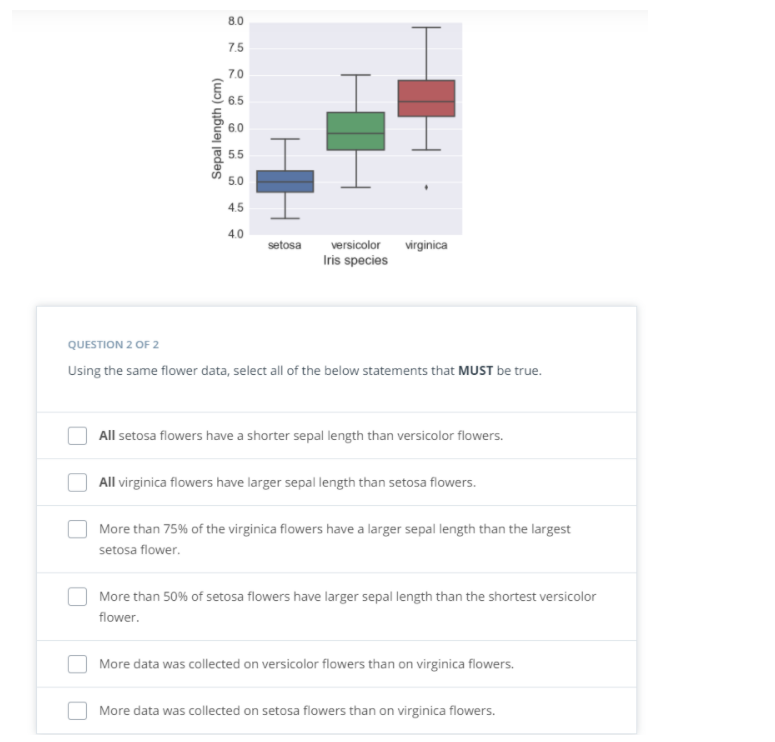 8.0
7.5
7.0
6.5
6.0
5.5
5.0
4.5
4.0
Sepal length (cm)
setosa versicolor virginica
Iris species
QUESTION 2 OF 2
Using the same flower data, select all of the below statements that MUST be true.
All setosa flowers have a shorter sepal length than versicolor flowers.
All virginica flowers have larger sepal length than setosa flowers.
More than 75% of the virginica flowers have a larger sepal length than the largest
setosa flower.
More than 50% of setosa flowers have larger sepal length than the shortest versicolor
flower.
More data was collected on versicolor flowers than on virginica flowers.
More data was collected on setosa flowers than on virginica flowers.